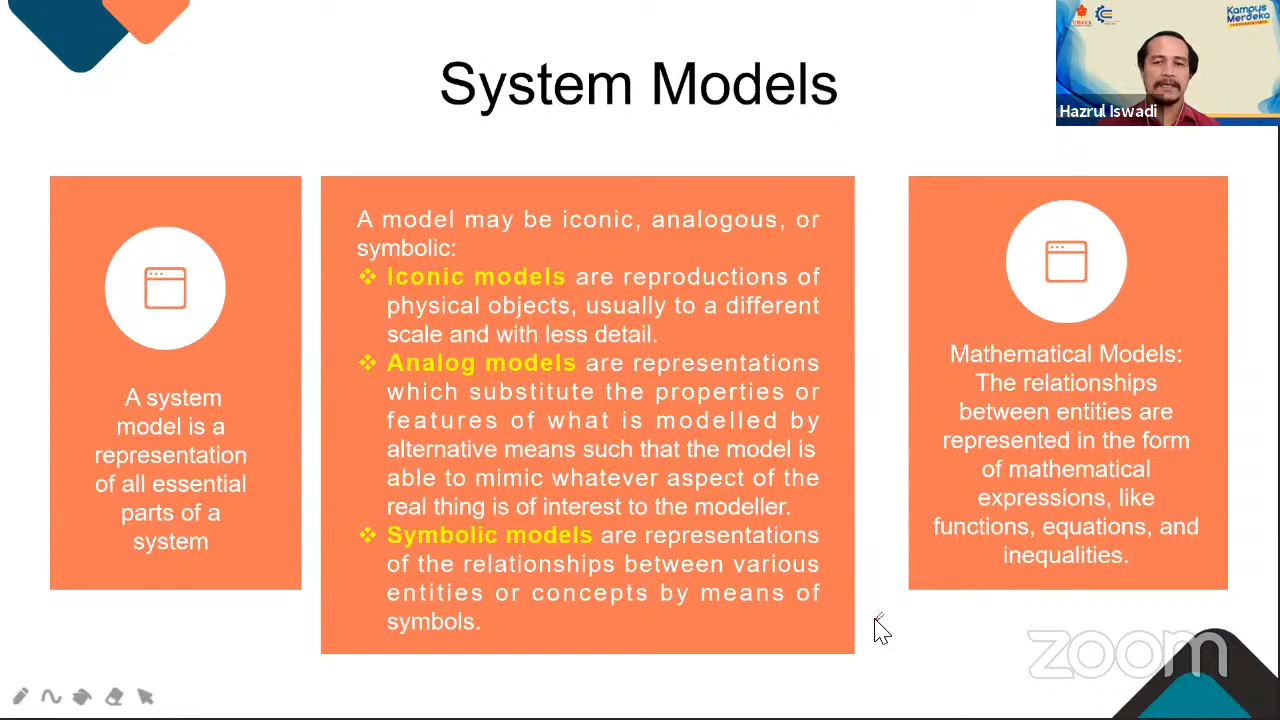 System Models
UBAYA
Kampus
Merdeka
Hazrul Iswadi
A system
model is a
representation
of all essential
parts of a
system
A model may be iconic, analogous, or
symbolic:
❖ Iconic models are reproductions of
physical objects, usually to a different
scale and with less detail.
❖ Analog models are representations
which substitute the properties or
features of what is modelled by
alternative means such that the model is
able to mimic whatever aspect of the
real thing is of interest to the modeller.
❖ Symbolic models are representations
of the relationships between various
entities or concepts by means of
symbols.
Mathematical Models:
The relationships
between entities are
represented in the form
of mathematical
expressions, like
functions, equations, and
inequalities.
zoom